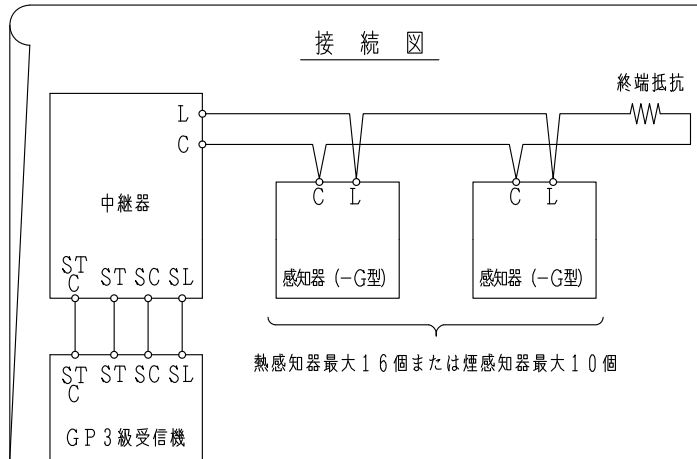 接続図
終端抵抗
L
C
中継器
C L
C L
感知器(-G型)
感知器(-G型)
STC ST SC SL
熱感知器最大16個または煙感知器最大10個
STC ST SC SL
GP3級受信機